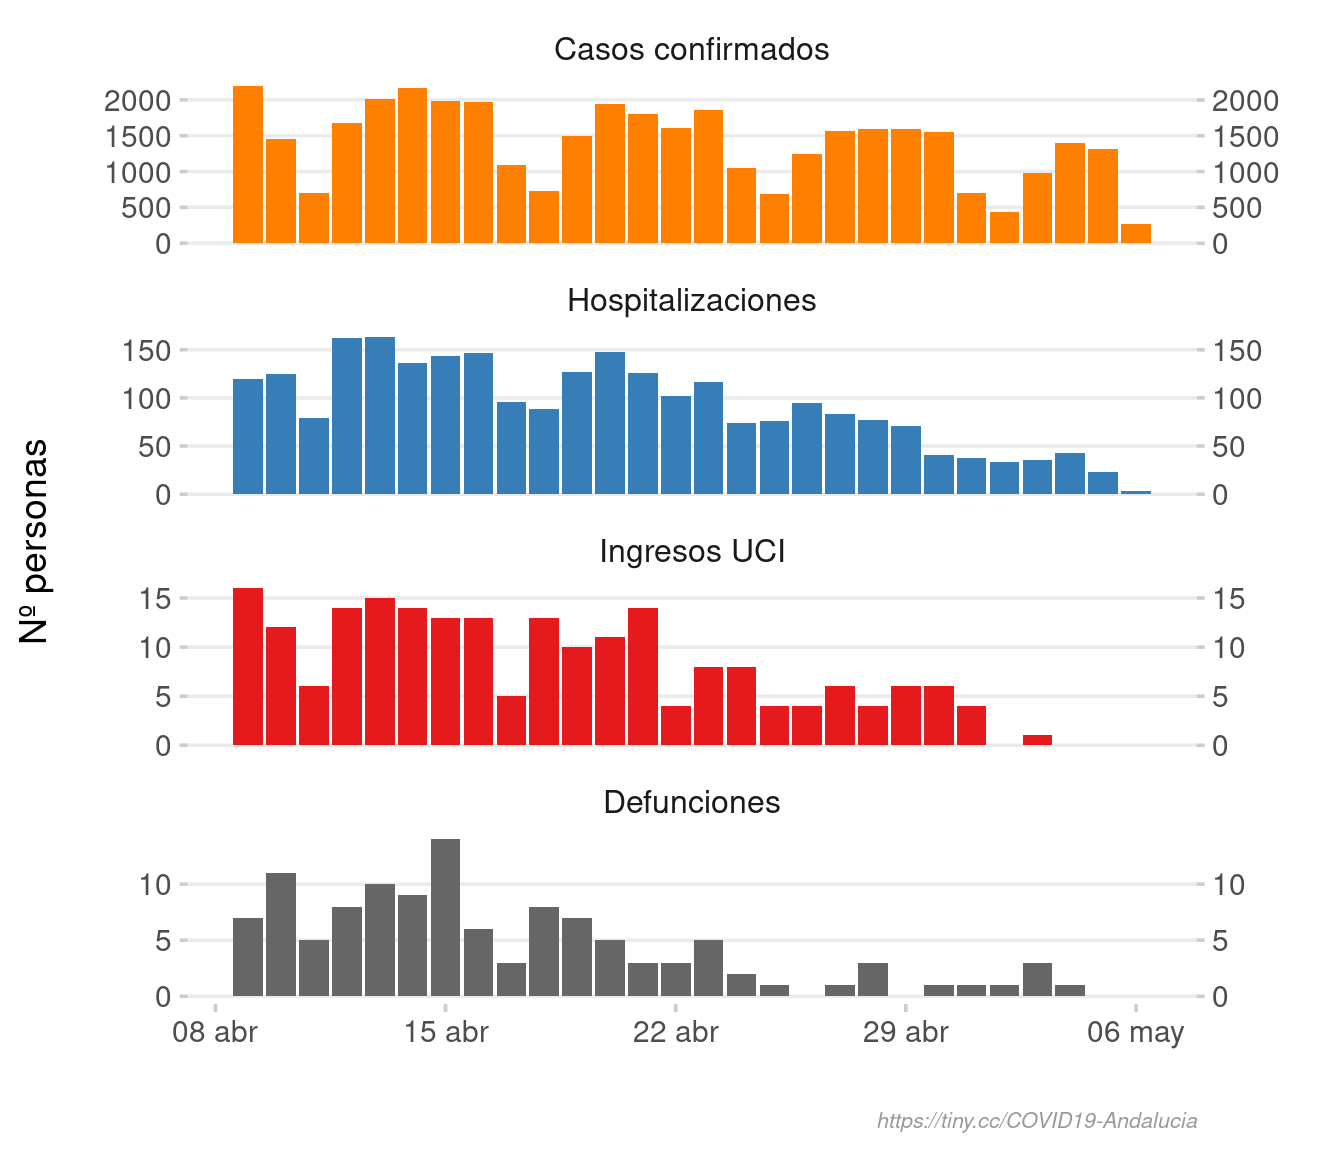 Casos confirmados
2000 2000
1500 1500
1000 1000
500 500
0 0
Hospitalizaciones
150 150
100 100
50 50
0 0
Nº personas
Ingresos UCI
15 15
10 10
5 5
0 0
Defunciones
10 10
5 5
0 0
08 abr 15 abr 22 abr 29 abr 06 may
https://tiny.cc/COVID19-Andalucia